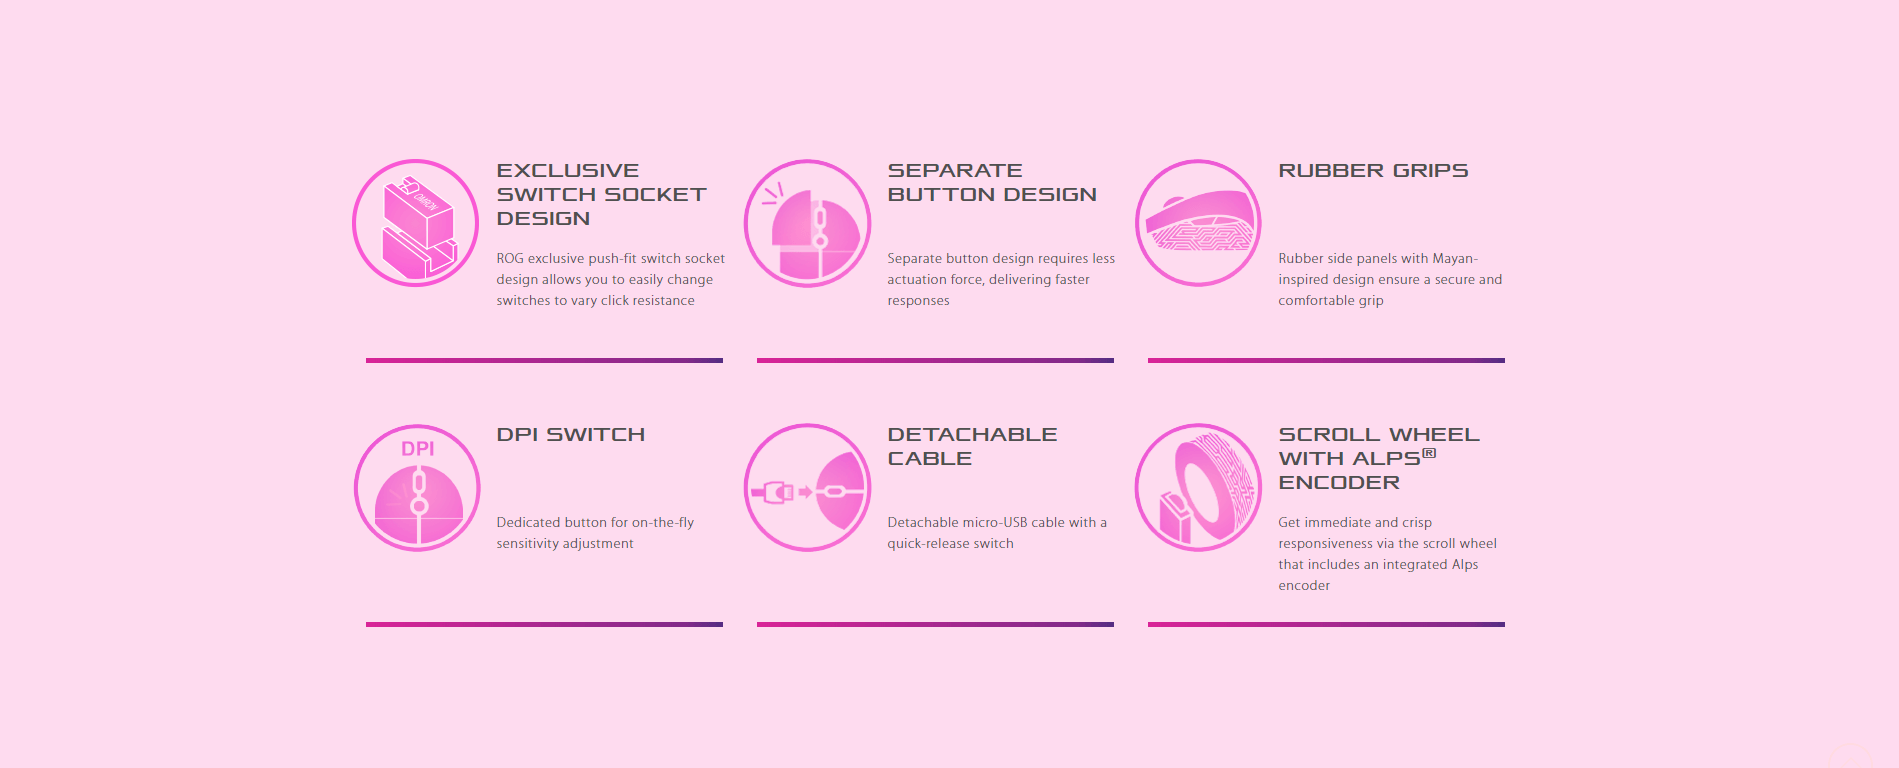 EXCLUSIVE
SWITCH SOCKET
DESIGN
OMRON
ROG exclusive push-fit switch socket
design allows you to easily change
switches to vary click resistance
SEPARATE
BUTTON DESIGN
Separate button design requires less
actuation force, delivering faster
responses
RUBBER GRIPS
Rubber side panels with Mayan-
inspired design ensure a secure and
comfortable grip
DPI
DPI SWITCH
Dedicated button for on-the-fly
sensitivity adjustment
DETACHABLE
CABLE
Detachable micro-USB cable with a
quick-release switch
SCROLL WHEEL
WITH ALPS®
ENCODER
Get immediate and crisp
responsiveness via the scroll wheel
that includes an integrated Alps
encoder